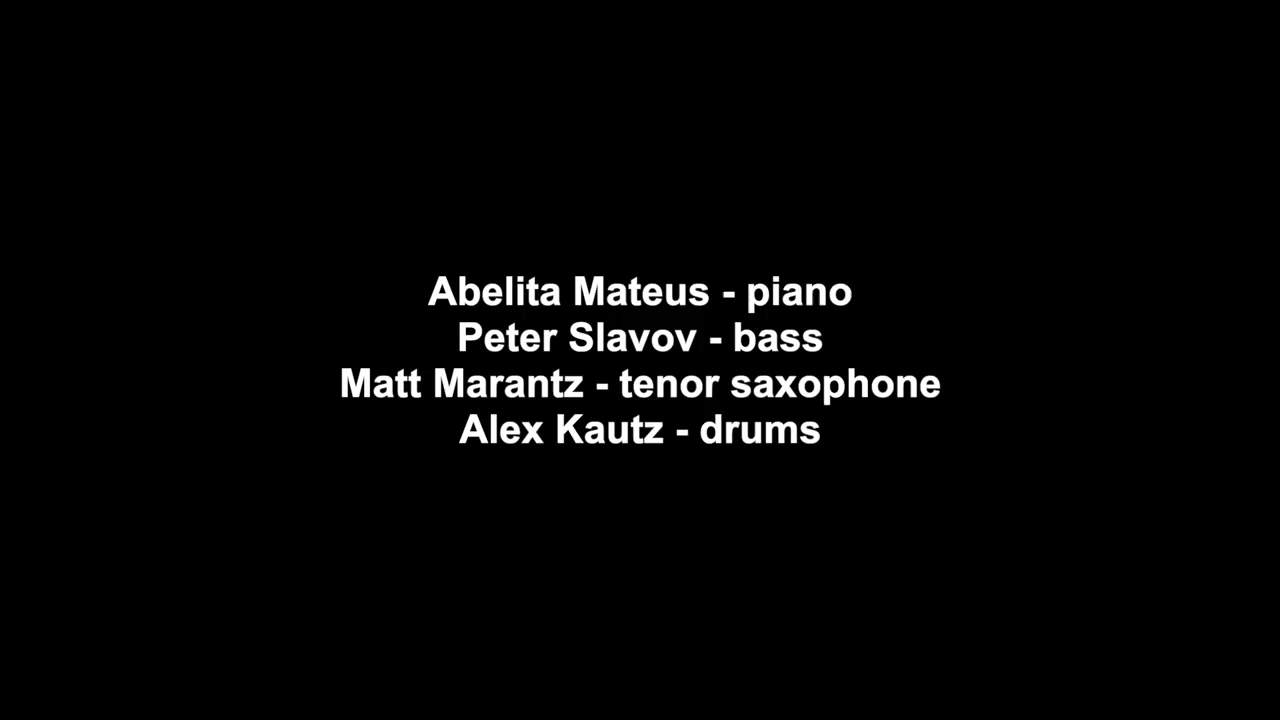 Abelita Mateus - piano
Peter Slavov - bass
Matt Marantz - tenor saxophone
Alex Kautz - drums